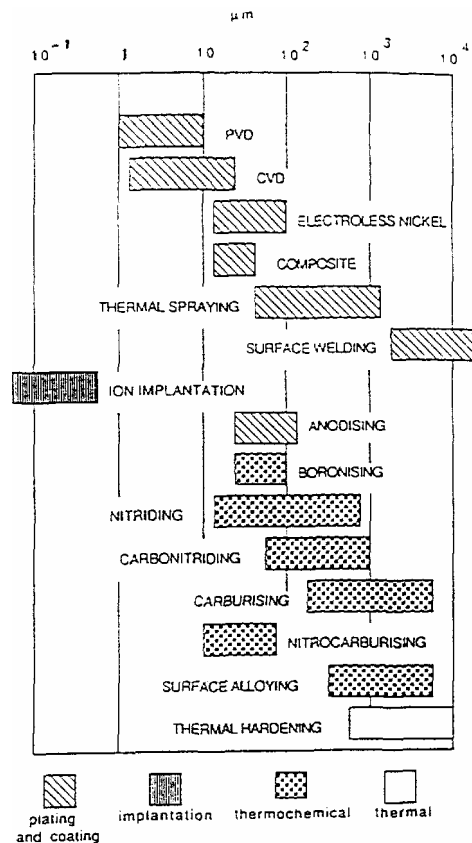 μm
10⁻¹ 1 10 10² 10³ 10⁴
PVD
CVD
ELECTROLESS NICKEL
COMPOSITE
THERMAL SPRAYING
SURFACE WELDING
ION IMPLANTATION
ANODISING
BORONISING
NITRIDING
CARBONITRIDING
CARBURISING
NITROCARBURISING
SURFACE ALLOYING
THERMAL HARDENING
plating and coating
implantation
thermochemical
thermal